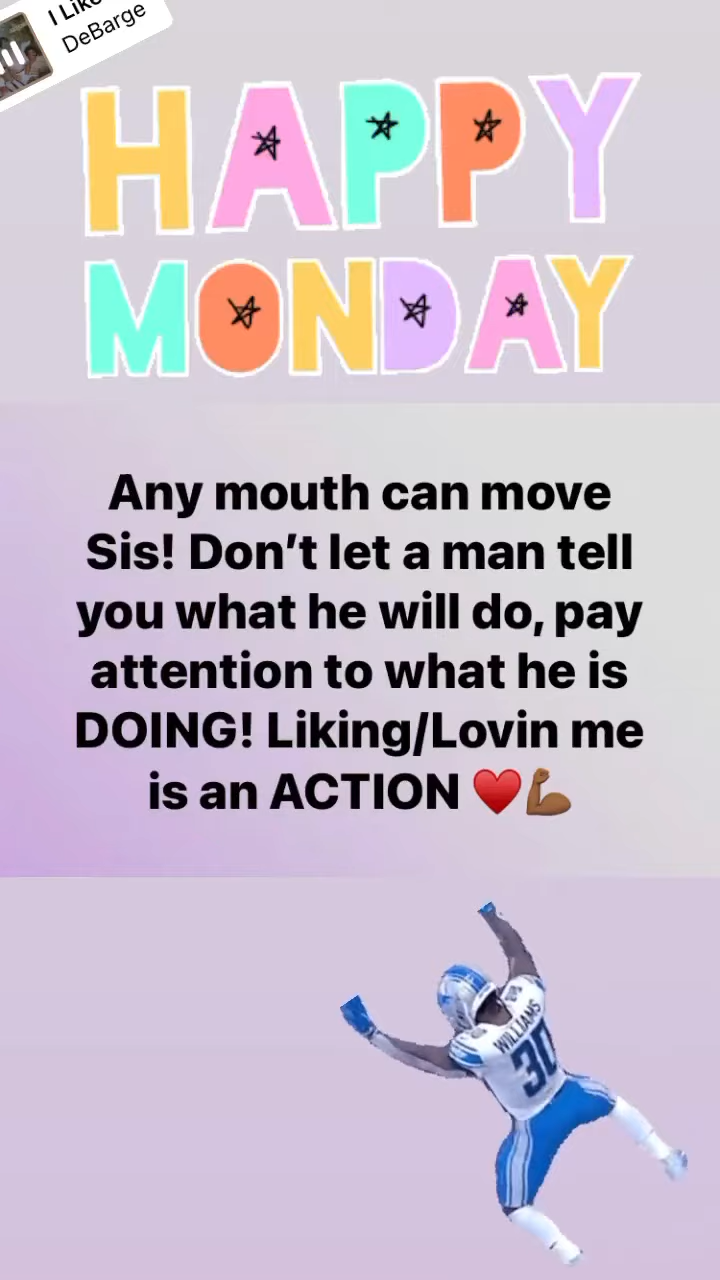 I Like
DeBarge
HAPPY
MONDAY
Any mouth can move
Sis! Don’t let a man tell
you what he will do, pay
attention to what he is
DOING! Liking/Lovin me
is an ACTION ♥️💪🏾
WILLIAMS
30